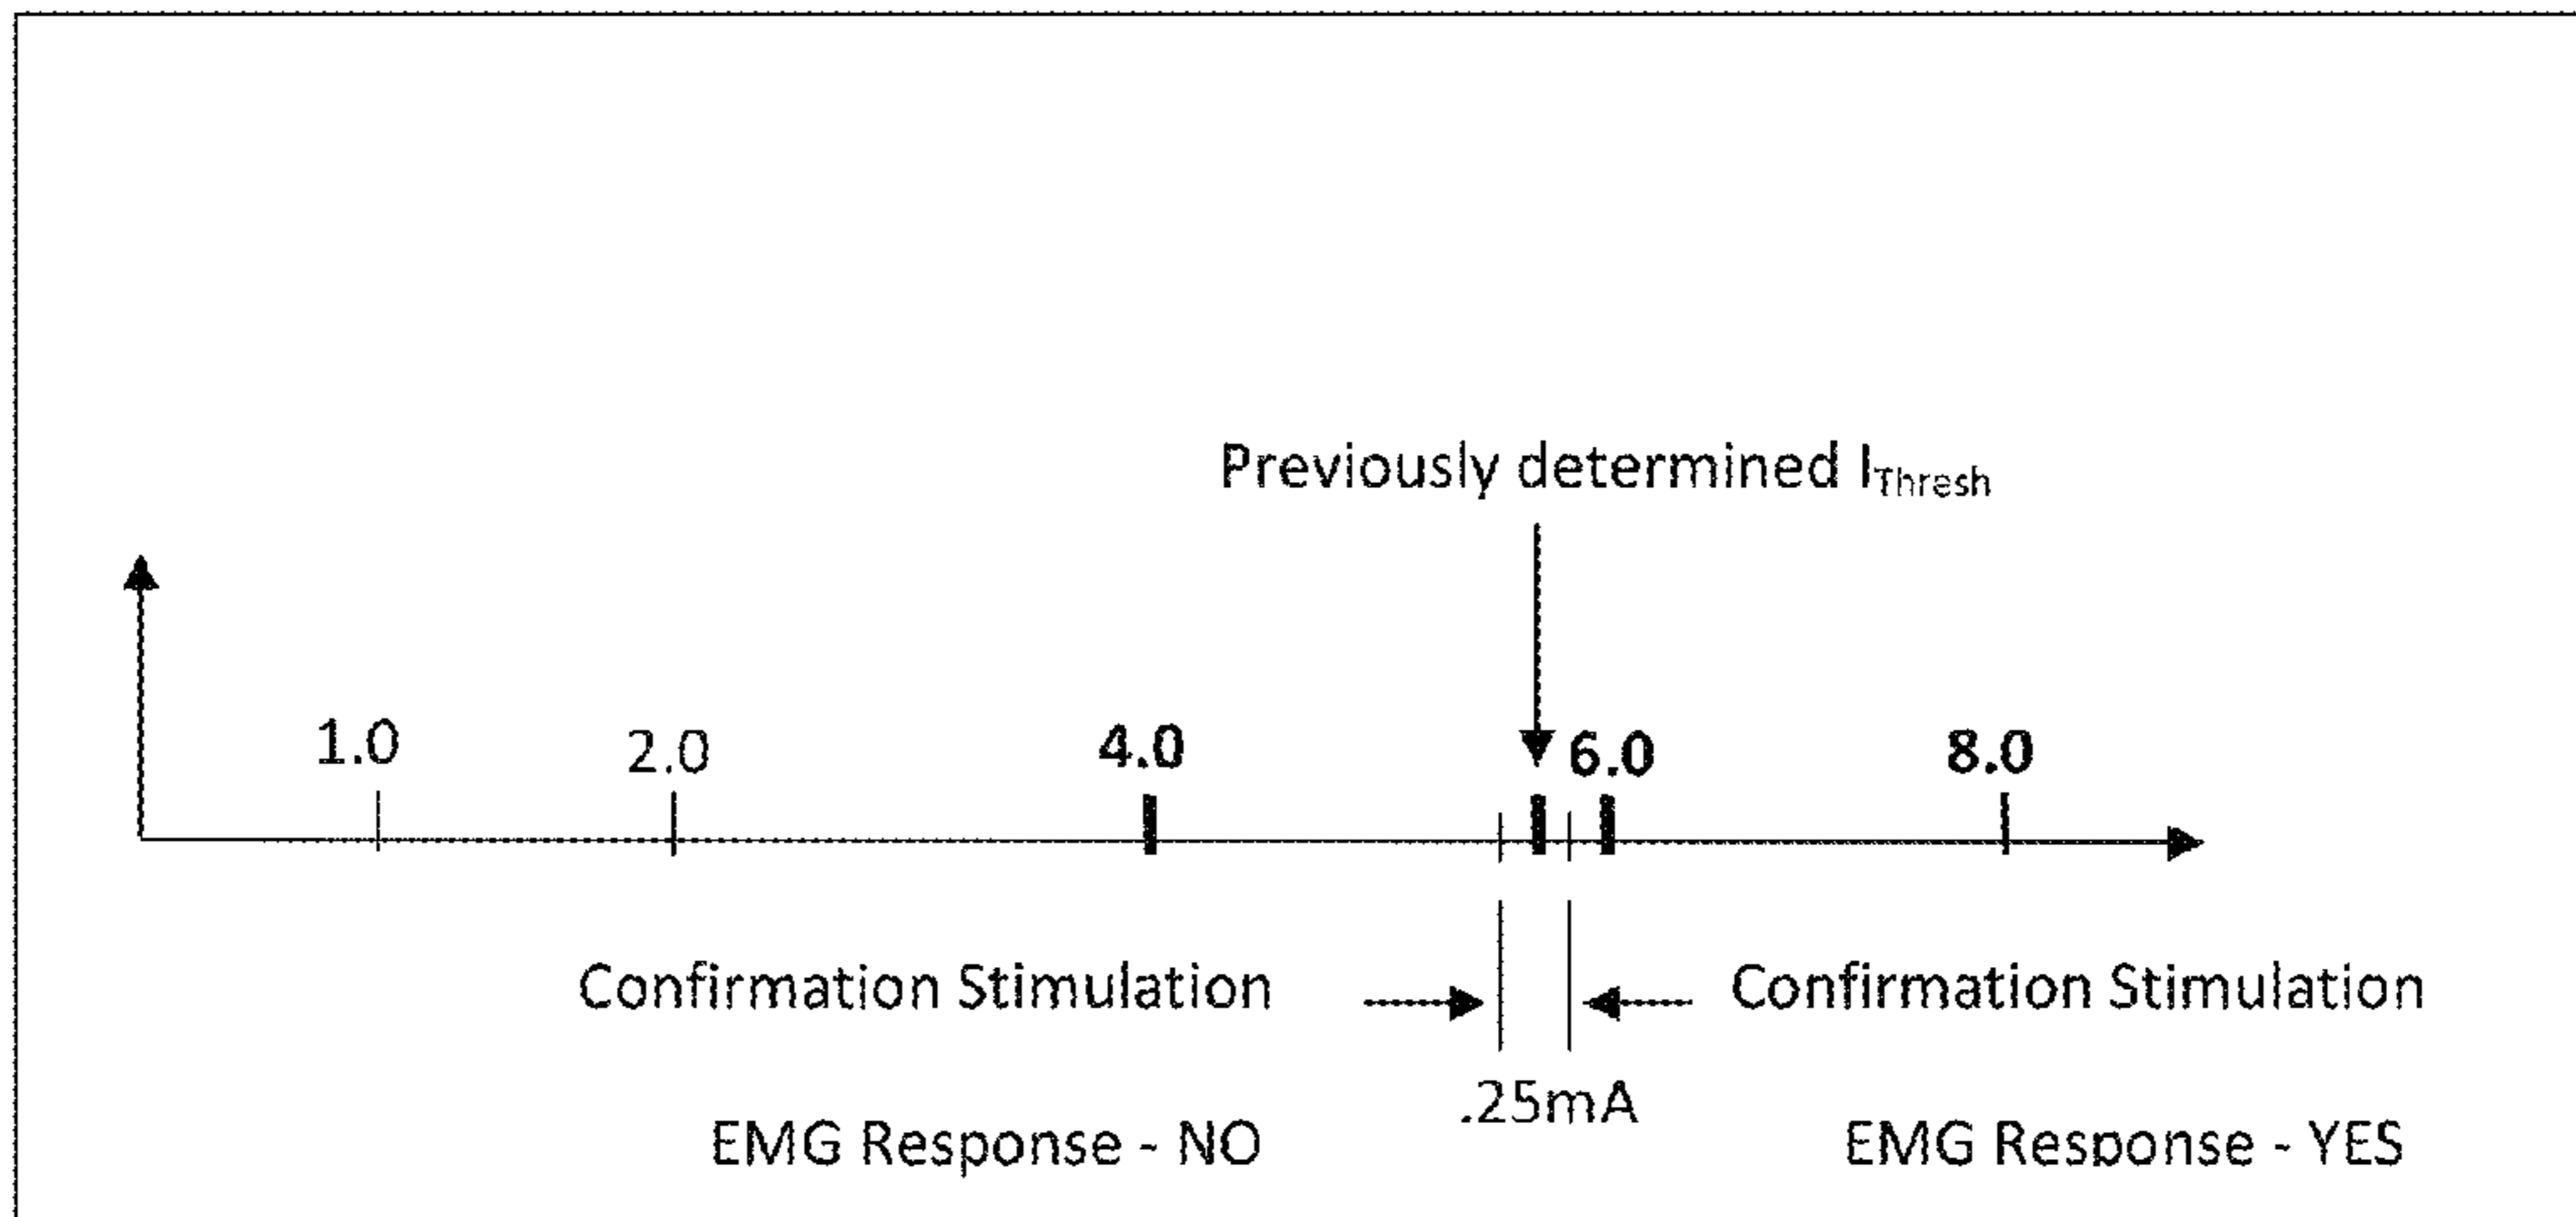 Previously determined IThresh
1.0 2.0 4.0 6.0 8.0
Confirmation Stimulation Confirmation Stimulation
.25mA
EMG Response - NO EMG Response - YES